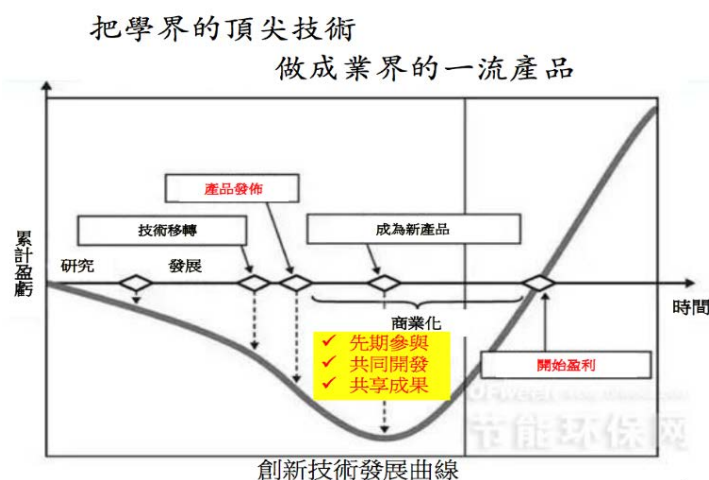 把學界的頂尖技術
做成業界的一流產品
產品發佈
技術移轉
成為新產品
累計盈虧
研究
發展
時間
商業化
✓ 先期參與
✓ 共同開發
✓ 共享成果
開始盈利
节能环保网
創新技術發展曲線